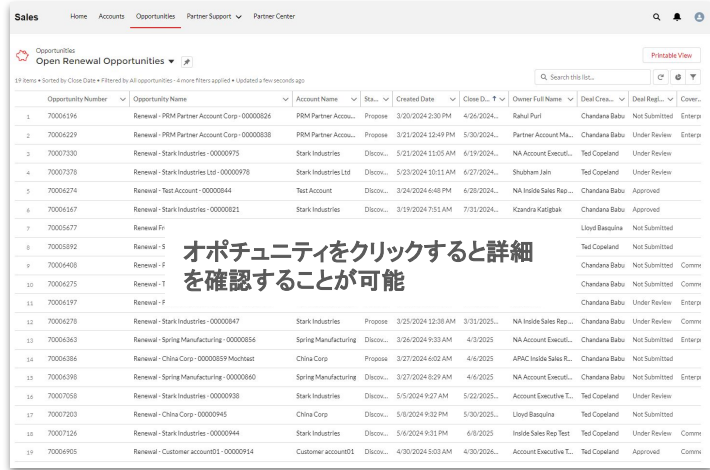 Sales Home Accounts Opportunities Partner Support Partner Center
Opportunities
Open Renewal Opportunities
Printable View
19 items • Sorted by Close Date • Filtered by All opportunities - 4 more filters applied • Updated a few seconds ago
Search this list...
Opportunity Number Opportunity Name Account Name Sta... Created Date Close D... ↑ Owner Full Name Deal Crea... Deal Regi... Cover...
1 70006196 Renewal - PRM Partner Account Corp - 00000826 PRM Partner Accou... Propose 3/20/2024 2:30 PM 4/26/2024... Rahul Puri Chandana Babu Not Submitted Enterpr
2 70006229 Renewal - PRM Partner Account Corp - 00000838 PRM Partner Accou... Propose 3/21/2024 12:49 PM 5/30/2024... Partner Account Ma... Chandana Babu Under Review Enterpr
3 70007330 Renewal - Stark Industries - 00000975 Stark Industries Discov... 5/21/2024 11:05 AM 6/19/2024... NA Account Executi... Ted Copeland Under Review
4 70007378 Renewal - Stark Industries Ltd - 00000978 Stark Industries Ltd Discov... 5/23/2024 10:11 AM 6/27/2024... Shubham Jain Ted Copeland Under Review
5 70006274 Renewal - Test Account - 00000844 Test Account Discov... 3/24/2024 6:48 PM 6/28/2024... NA Inside Sales Rep ... Chandana Babu Approved
6 70006167 Renewal - Stark Industries - 00000821 Stark Industries Discov... 3/19/2024 7:51 AM 7/31/2024... Kzandra Katigbak Chandana Babu Approved
7 70005677 Renewal Fr Lloyd Basquina Not Submitted
8 70005892 Renewal - S Ted Copeland Not Submitted
オポチュニティをクリックすると詳細
を確認することが可能
9 70006408 Renewal - F Chandana Babu Not Submitted Comme
10 70006275 Renewal - T Chandana Babu Not Submitted Comme
11 70006197 Renewal - F Chandana Babu Under Review Enterpr
12 70006278 Renewal - Stark Industries - 00000847 Stark Industries Propose 3/25/2024 12:38 AM 3/31/2025... NA Inside Sales Rep ... Chandana Babu Under Review Comme
13 70006363 Renewal - Spring Manufacturing - 00000856 Spring Manufacturing Discov... 3/26/2024 9:33 AM 4/3/2025 NA Account Executi... Chandana Babu Not Submitted Enterpr
14 70006386 Renewal - China Corp - 00000859 Mochtest China Corp Propose 3/27/2024 6:02 AM 4/6/2025 APAC Inside Sales R... Chandana Babu Not Submitted
15 70006398 Renewal - Spring Manufacturing - 00000860 Spring Manufacturing Discov... 3/27/2024 8:29 AM 4/6/2025 NA Account Executi... Chandana Babu Not Submitted Enterpr
16 70007058 Renewal - Stark Industries - 00000938 Stark Industries Discov... 5/5/2024 9:27 AM 5/22/2025... Account Executive T... Ted Copeland Under Review
17 70007203 Renewal - China Corp - 00000945 China Corp Discov... 5/8/2024 9:32 PM 5/30/2025... Lloyd Basquina Ted Copeland Not Submitted
18 70007126 Renewal - Stark Industries - 00000944 Stark Industries Discov... 5/6/2024 9:31 PM 6/8/2025 Inside Sales Rep Test Ted Copeland Under Review Comme
19 70006905 Renewal - Customer account01 - 00000914 Customer account01 Discov... 4/30/2024 5:03 AM 4/30/2026... Account Executive T... Ted Copeland Approved Comme